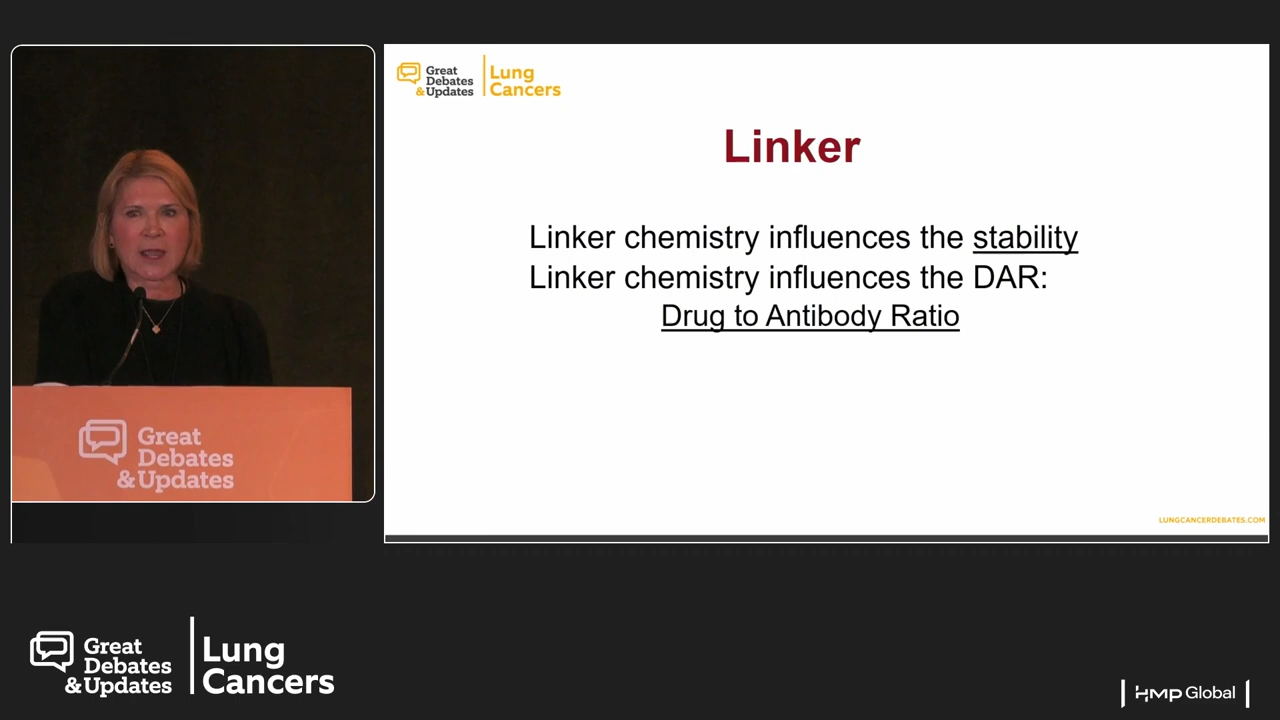 Great
Debates
& Updates
Lung
Cancers
Linker
Linker chemistry influences the stability
Linker chemistry influences the DAR:
Drug to Antibody Ratio
LUNGCANCERDEBATES.COM
Great
Debates
& Updates
Great
Debates
& Updates
Lung
Cancers
HMP Global